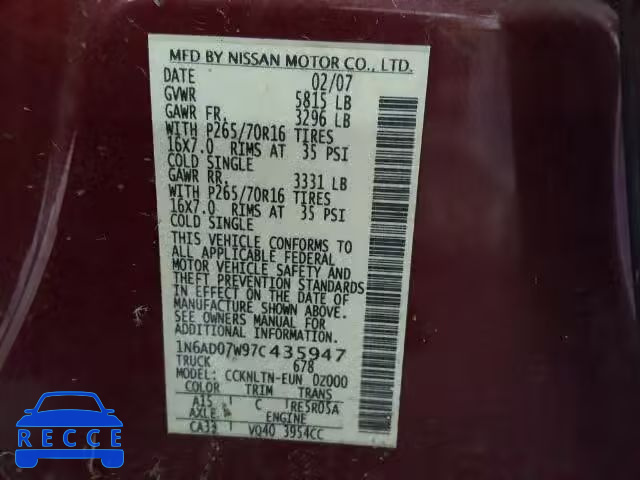 MFD BY NISSAN MOTOR CO., LTD.
DATE 02/07
GVWR 5815 LB
GAWR FR. 3296 LB
WITH P265/70R16 TIRES
16X7.0 RIMS AT 35 PSI
COLD SINGLE
GAWR RR. 3331 LB
WITH P265/70R16 TIRES
16X7.0 RIMS AT 35 PSI
COLD SINGLE
THIS VEHICLE CONFORMS TO
ALL APPLICABLE FEDERAL
MOTOR VEHICLE SAFETY AND
THEFT PREVENTION STANDARDS
IN EFFECT ON THE DATE OF
MANUFACTURE SHOWN ABOVE.
SEE OWNERS MANUAL FOR
ADDITIONAL INFORMATION.
1N6AD07W97C435947
TRUCK 678
MODEL: CCKNLTN-EUN 02000
COLOR TRIM TRANS
A15 C RE5R05A
AXLE ENGINE
CA33 VQ40 3954CC
RECCE